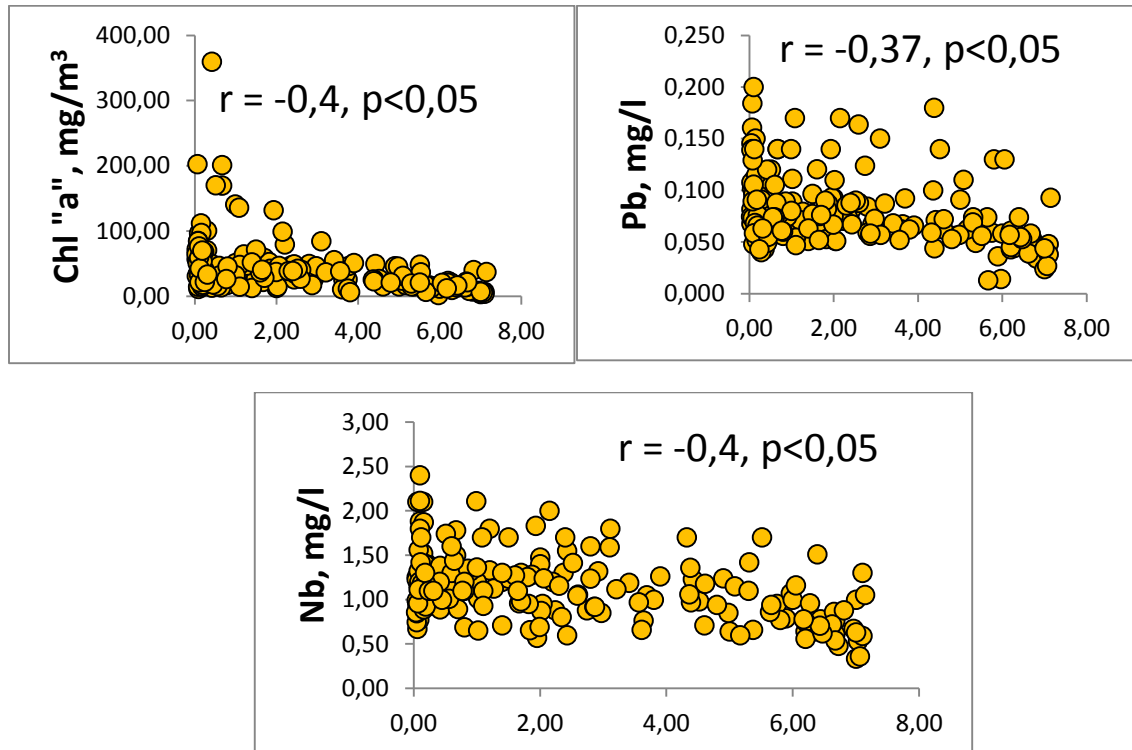 Chl "a", mg/m³
400,00
300,00
200,00
100,00
0,00
r = -0,4, p<0,05
0,00 2,00 4,00 6,00 8,00
Pb, mg/l
0,250
0,200
0,150
0,100
0,050
0,000
r = -0,37, p<0,05
0,00 2,00 4,00 6,00 8,00
Nb, mg/l
3,00
2,50
2,00
1,50
1,00
0,50
0,00
r = -0,4, p<0,05
0,00 2,00 4,00 6,00 8,00